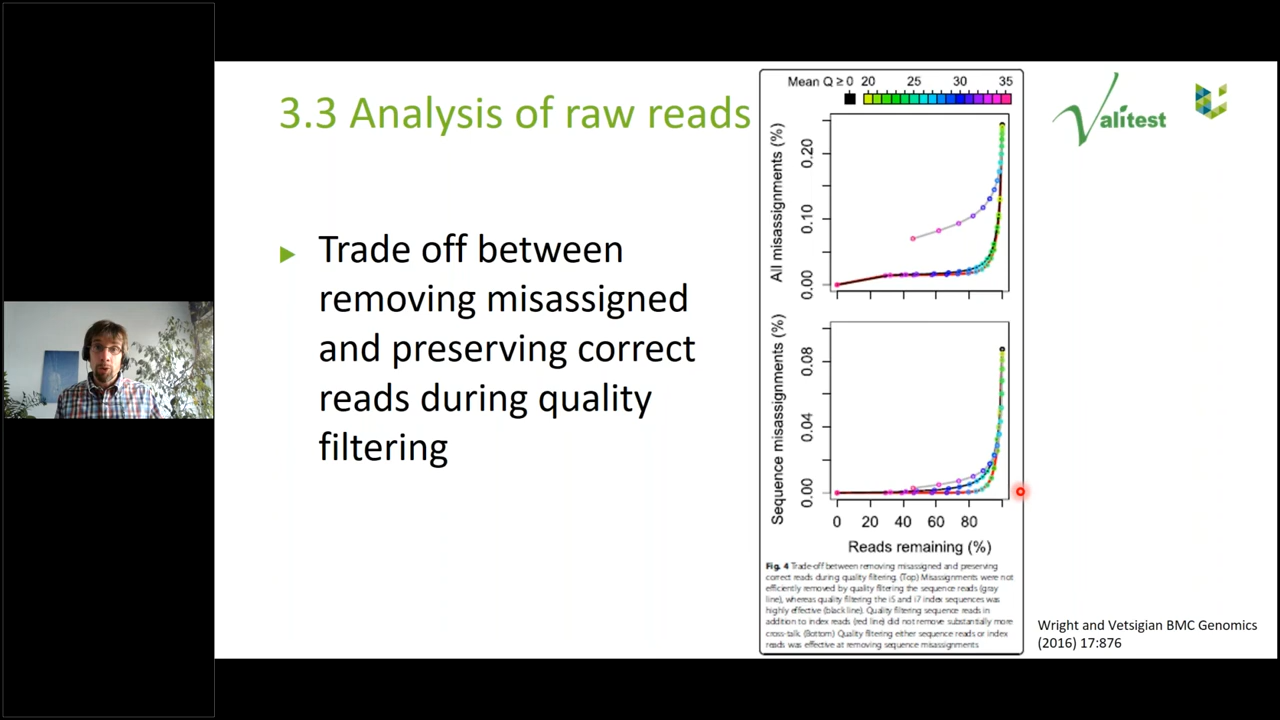 3.3 Analysis of raw reads
Trade off between
removing misassigned
and preserving correct
reads during quality
filtering
Mean Q ≥ 0 20 25 30 35
All misassignments (%)
0.20
0.10
0.00
Sequence misassignments (%)
0.08
0.04
0.00
0 20 40 60 80
Reads remaining (%)
Fig. 4 Trade-off between removing misassigned and preserving
correct reads during quality filtering. (Top) Misassignments were not
efficiently removed by quality filtering the sequence reads (gray
line), whereas quality filtering the i5 and i7 index sequences was
highly effective (black line). Quality filtering sequence reads in
addition to index reads (red line) did not remove substantially more
cross-talk. (Bottom) Quality filtering either sequence reads or index
reads was effective at removing sequence misassignments
Valitest
Wright and Vetsigian BMC Genomics
(2016) 17:876